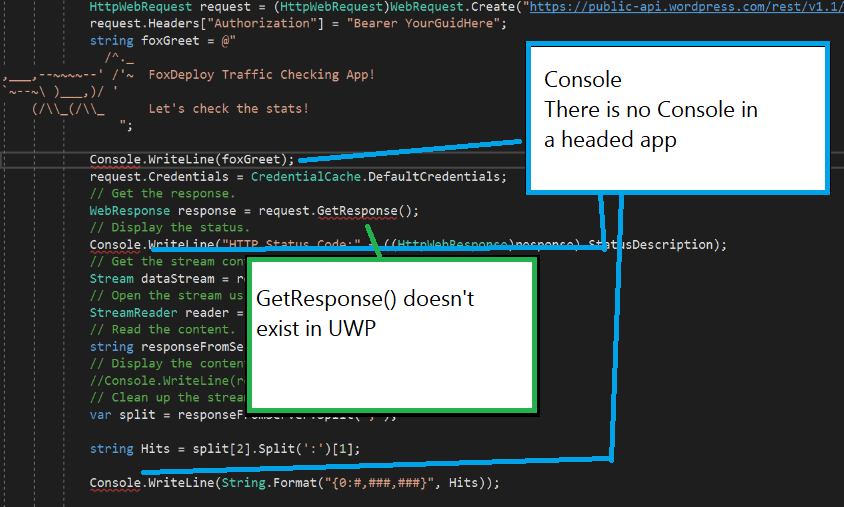 HttpWebRequest request = (HttpWebRequest)WebRequest.Create("https://public-api.wordpress.com/rest/v1.1/
request.Headers["Authorization"] = "Bearer YourGuidHere";
string foxGreet = @"
/^._
,___,--~~~~--' /'~  FoxDeploy Traffic Checking App!
`~--~\ )___,)/ '
(/\\_(/\\_  Let's check the stats!
";
Console
There is no Console in
a headed app
Console.WriteLine(foxGreet);
request.Credentials = CredentialCache.DefaultCredentials;
// Get the response.
WebResponse response = request.GetResponse();
// Display the status.
Console.WriteLine("HTTP Status Code:" ((HttpWebResponse)response).StatusDescription);
// Get the stream con
Stream dataStream = re
// Open the stream us
StreamReader reader =
// Read the content.
string responseFromSe
// Display the content
//Console.WriteLine(re
// Clean up the strea
GetResponse() doesn't
exist in UWP
var split = responseFromServer.Split(
string Hits = split[2].Split(':')[1];
Console.WriteLine(String.Format("{0:#,###,###}", Hits));